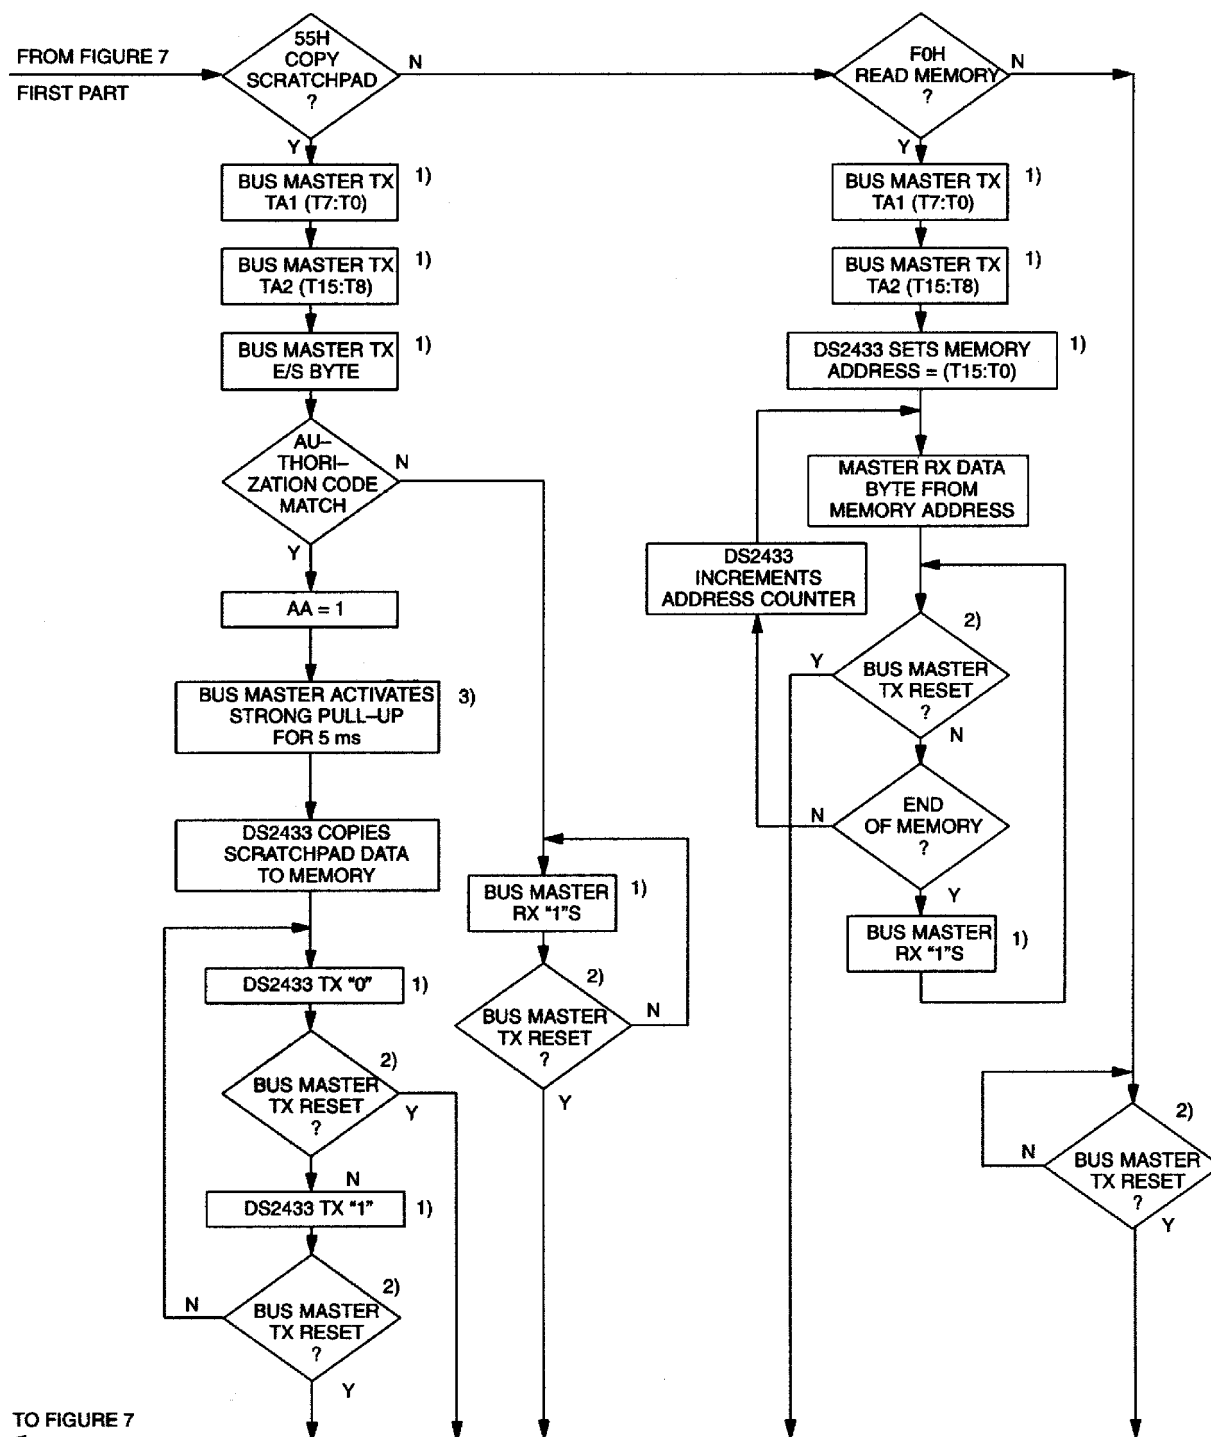 FROM FIGURE 7
FIRST PART
55H
COPY
SCRATCHPAD
?
N
Y
BUS MASTER TX
TA1 (T7:T0)
1)
BUS MASTER TX
TA2 (T15:T8)
1)
BUS MASTER TX
E/S BYTE
1)
AU–
THORI–
ZATION CODE
MATCH
N
Y
AA = 1
BUS MASTER ACTIVATES
STRONG PULL–UP
FOR 5 ms
3)
DS2433 COPIES
SCRATCHPAD DATA
TO MEMORY
DS2433 TX "0"
1)
BUS MASTER
TX RESET
?
2)
Y
N
DS2433 TX "1"
1)
BUS MASTER
TX RESET
?
2)
N
Y
BUS MASTER
RX "1"S
1)
BUS MASTER
TX RESET
?
2)
N
Y
F0H
READ MEMORY
?
N
Y
BUS MASTER TX
TA1 (T7:T0)
1)
BUS MASTER TX
TA2 (T15:T8)
1)
DS2433 SETS MEMORY
ADDRESS = (T15:T0)
1)
MASTER RX DATA
BYTE FROM
MEMORY ADDRESS
DS2433
INCREMENTS
ADDRESS COUNTER
BUS MASTER
TX RESET
?
2)
Y
N
END
OF MEMORY
?
N
Y
BUS MASTER
RX "1"S
1)
BUS MASTER
TX RESET
?
2)
N
Y
TO FIGURE 7